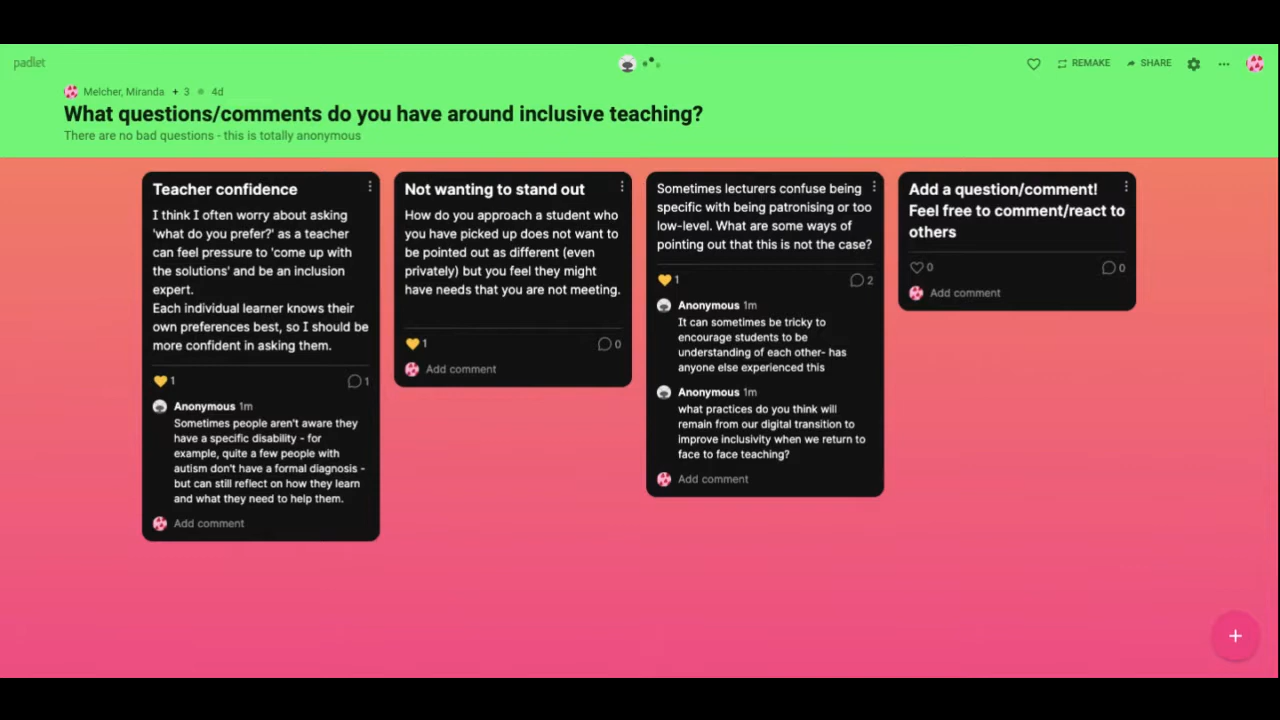 padlet
REMAKE
SHARE
Melcher, Miranda + 3 4d
What questions/comments do you have around inclusive teaching?
There are no bad questions - this is totally anonymous
Teacher confidence
I think I often worry about asking
'what do you prefer?' as a teacher
can feel pressure to 'come up with
the solutions' and be an inclusion
expert.
Each individual learner knows their
own preferences best, so I should be
more confident in asking them.
1
1
Anonymous 1m
Sometimes people aren't aware they
have a specific disability - for
example, quite a few people with
autism don't have a formal diagnosis -
but can still reflect on how they learn
and what they need to help them.
Add comment
Not wanting to stand out
How do you approach a student who
you have picked up does not want to
be pointed out as different (even
privately) but you feel they might
have needs that you are not meeting.
1
0
Add comment
Sometimes lecturers confuse being
specific with being patronising or too
low-level. What are some ways of
pointing out that this is not the case?
1
2
Anonymous 1m
It can sometimes be tricky to
encourage students to be
understanding of each other- has
anyone else experienced this
Anonymous 1m
what practices do you think will
remain from our digital transition to
improve inclusivity when we return to
face to face teaching?
Add comment
Add a question/comment!
Feel free to comment/react to
others
0
0
Add comment